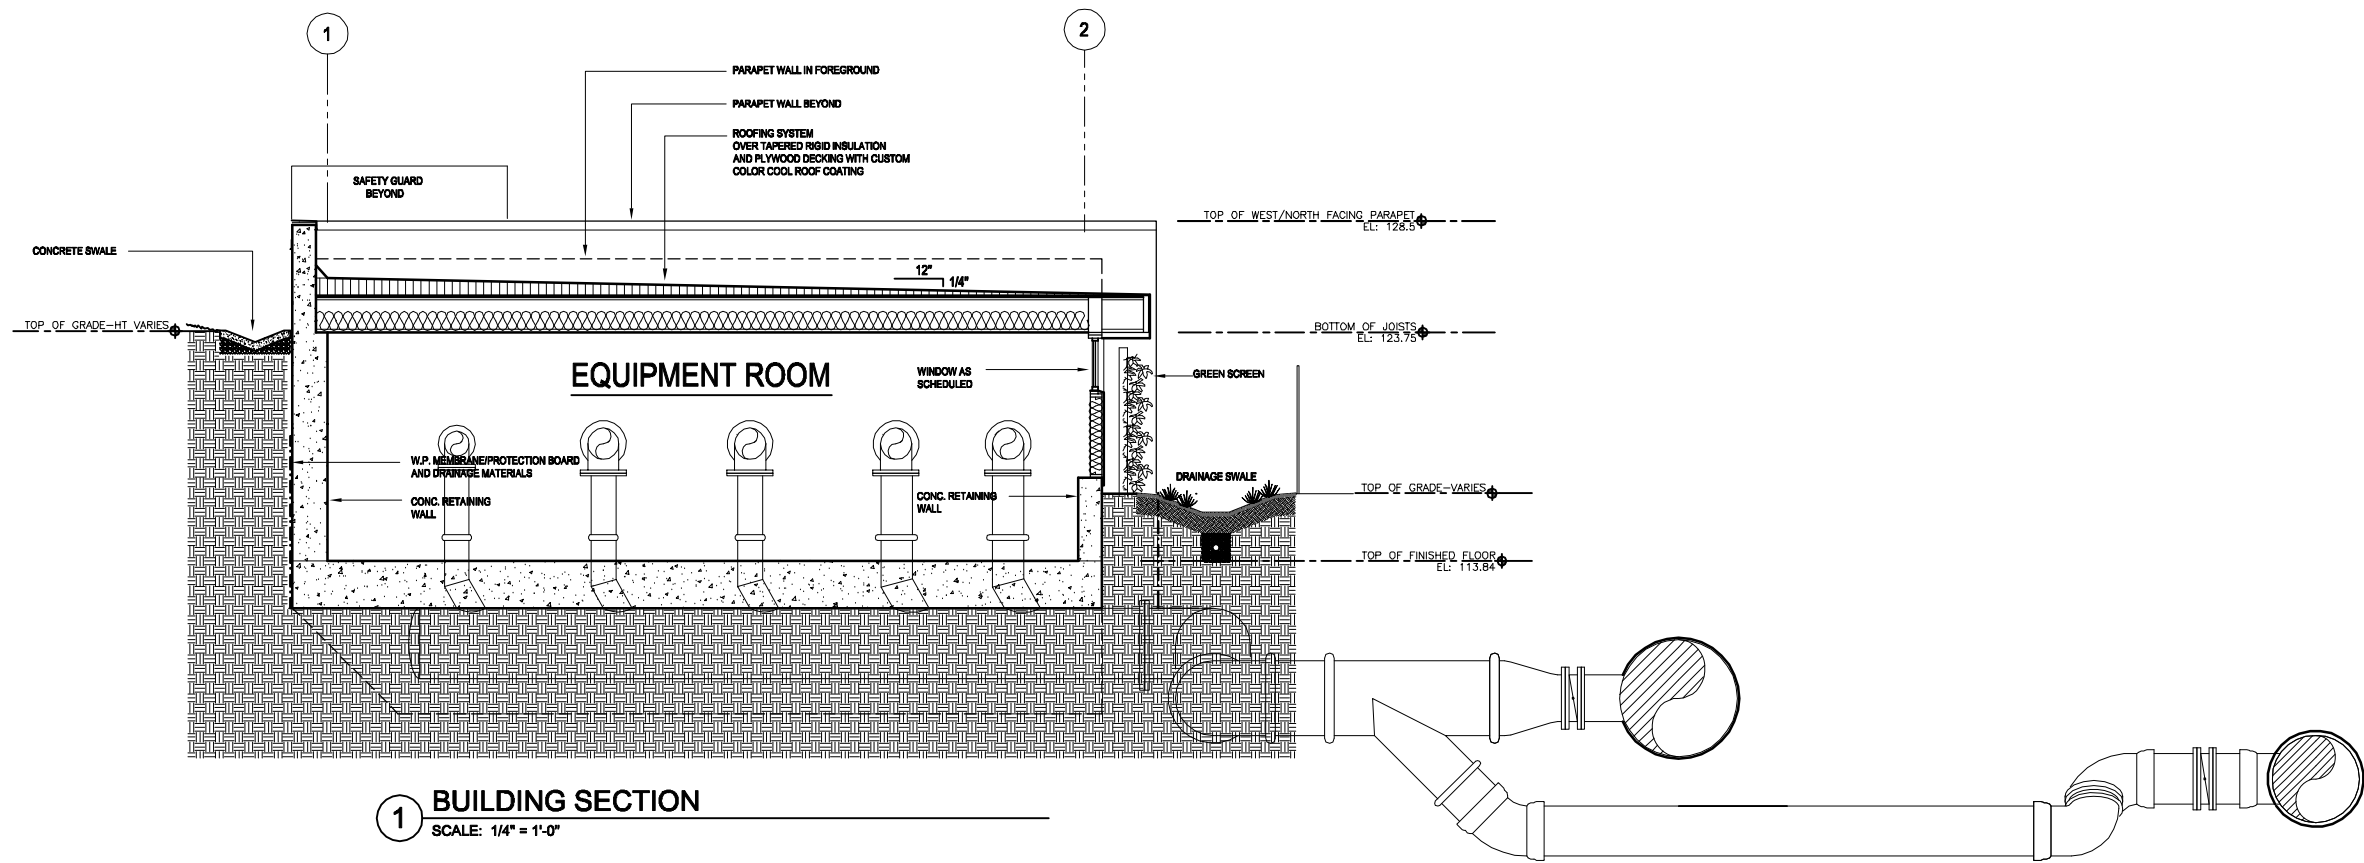 1
2
PARAPET WALL IN FOREGROUND
PARAPET WALL BEYOND
ROOFING SYSTEM
OVER TAPERED RIGID INSULATION
AND PLYWOOD DECKING WITH CUSTOM
COLOR COOL ROOF COATING
SAFETY GUARD
BEYOND
TOP OF WEST/NORTH FACING PARAPET
EL: 128.5
CONCRETE SWALE
12"
1/4"
TOP OF GRADE-HT VARIES
BOTTOM OF JOISTS
EL: 123.75
EQUIPMENT ROOM
WINDOW AS
SCHEDULED
GREEN SCREEN
W.P. MEMBRANE/PROTECTION BOARD
AND DRAINAGE MATERIALS
CONC. RETAINING
WALL
CONC. RETAINING
WALL
DRAINAGE SWALE
TOP OF GRADE-VARIES
TOP OF FINISHED FLOOR
EL: 113.84
1
BUILDING SECTION
SCALE: 1/4" = 1'-0"